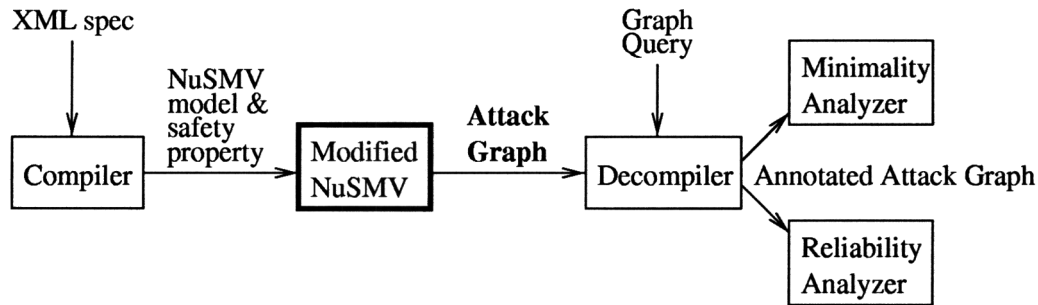 XML spec
Compiler
NuSMV
model &
safety
property
Modified
NuSMV
Attack
Graph
Graph
Query
Decompiler
Minimality
Analyzer
Annotated Attack Graph
Reliability
Analyzer